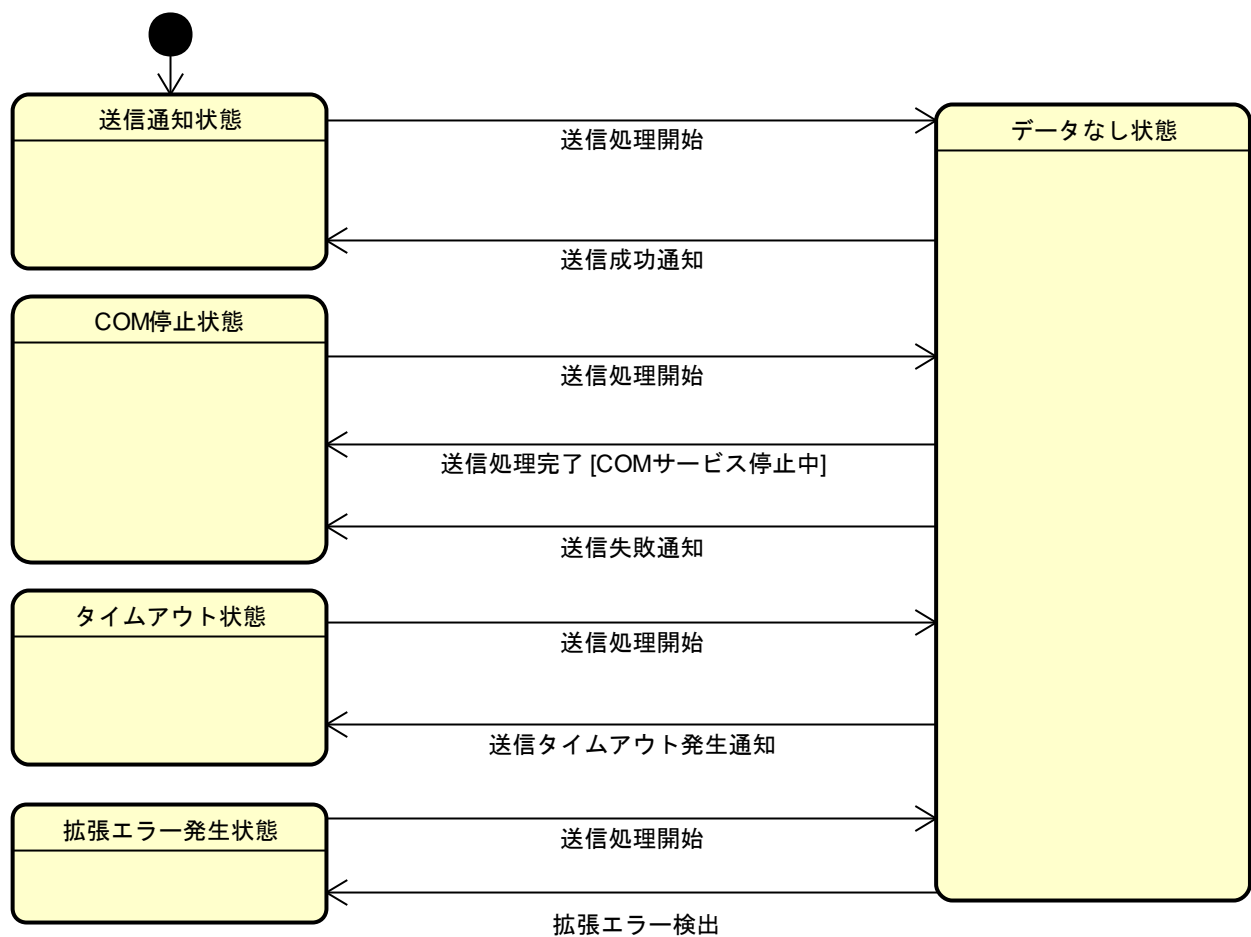 送信通知状態
データなし状態
送信処理開始
送信成功通知
COM停止状態
送信処理開始
送信処理完了 [COMサービス停止中]
送信失敗通知
タイムアウト状態
送信処理開始
送信タイムアウト発生通知
拡張エラー発生状態
送信処理開始
拡張エラー検出